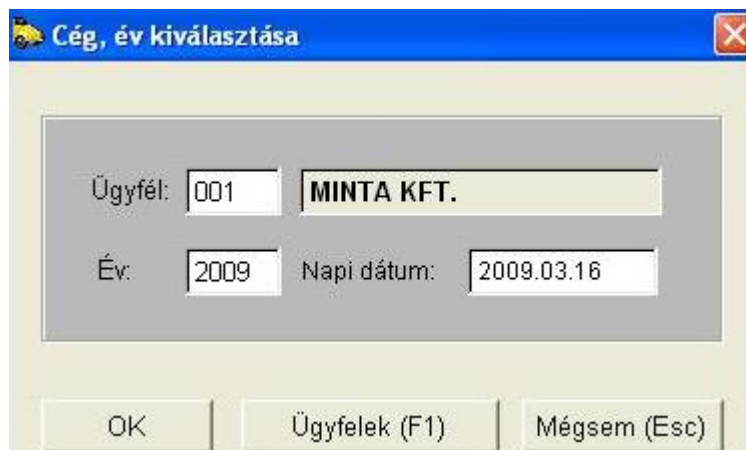 Cég, év kiválasztása
Ügyfél: 001 MINTA KFT.
Év: 2009 Napi dátum: 2009.03.16
OK Ügyfelek (F1) Mégsem (Esc)